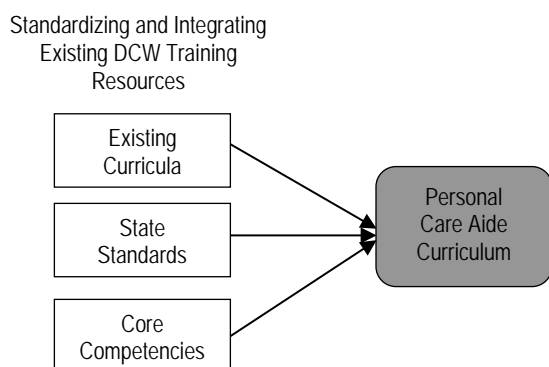 Standardizing and Integrating
Existing DCW Training
Resources
Existing
Curricula
State
Standards
Core
Competencies
Personal
Care Aide
Curriculum